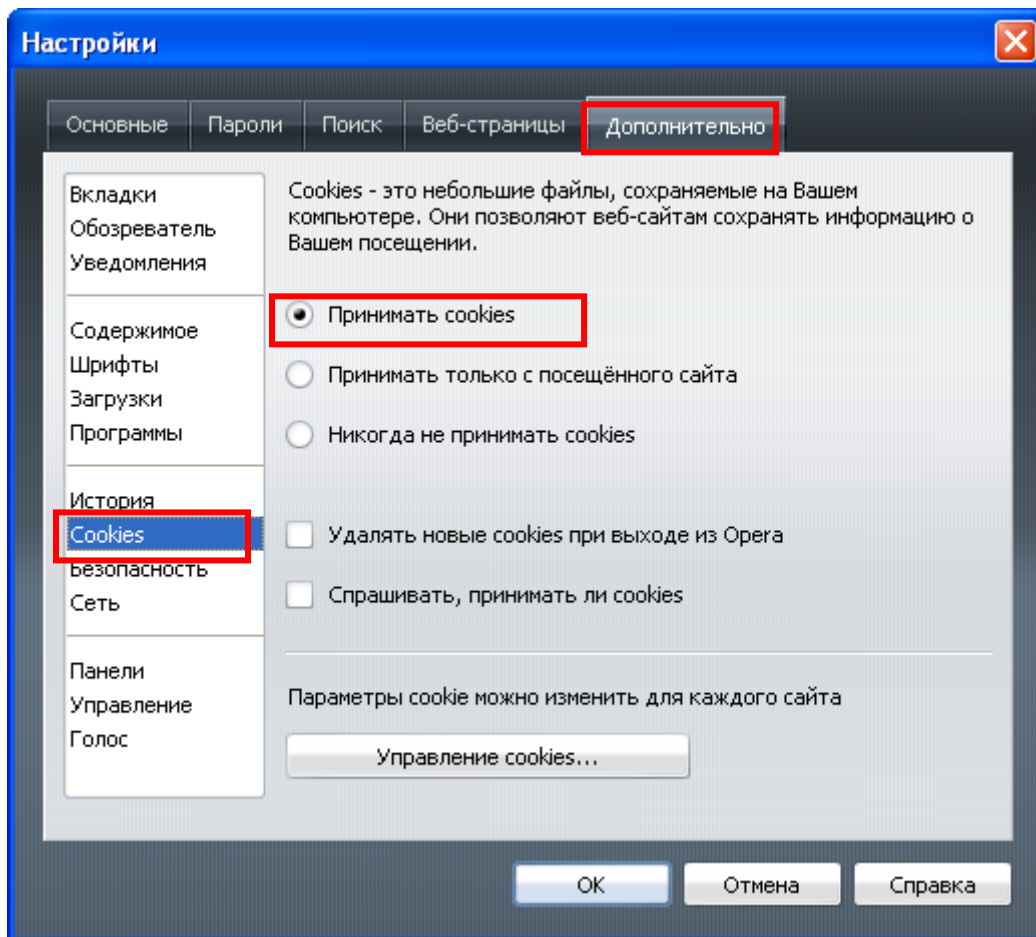 Настройки
Основные
Пароли
Поиск
Веб-страницы
Дополнительно
Вкладки
Обозреватель
Уведомления
Содержимое
Шрифты
Загрузки
Программы
История
Cookies
Безопасность
Сеть
Панели
Управление
Голос
Cookies - это небольшие файлы, сохраняемые на Вашем
компьютере. Они позволяют веб-сайтам сохранять информацию о
Вашем посещении.
Принимать cookies
Принимать только с посещённого сайта
Никогда не принимать cookies
Удалять новые cookies при выходе из Opera
Спрашивать, принимать ли cookies
Параметры cookie можно изменить для каждого сайта
Управление cookies...
OK
Отмена
Справка